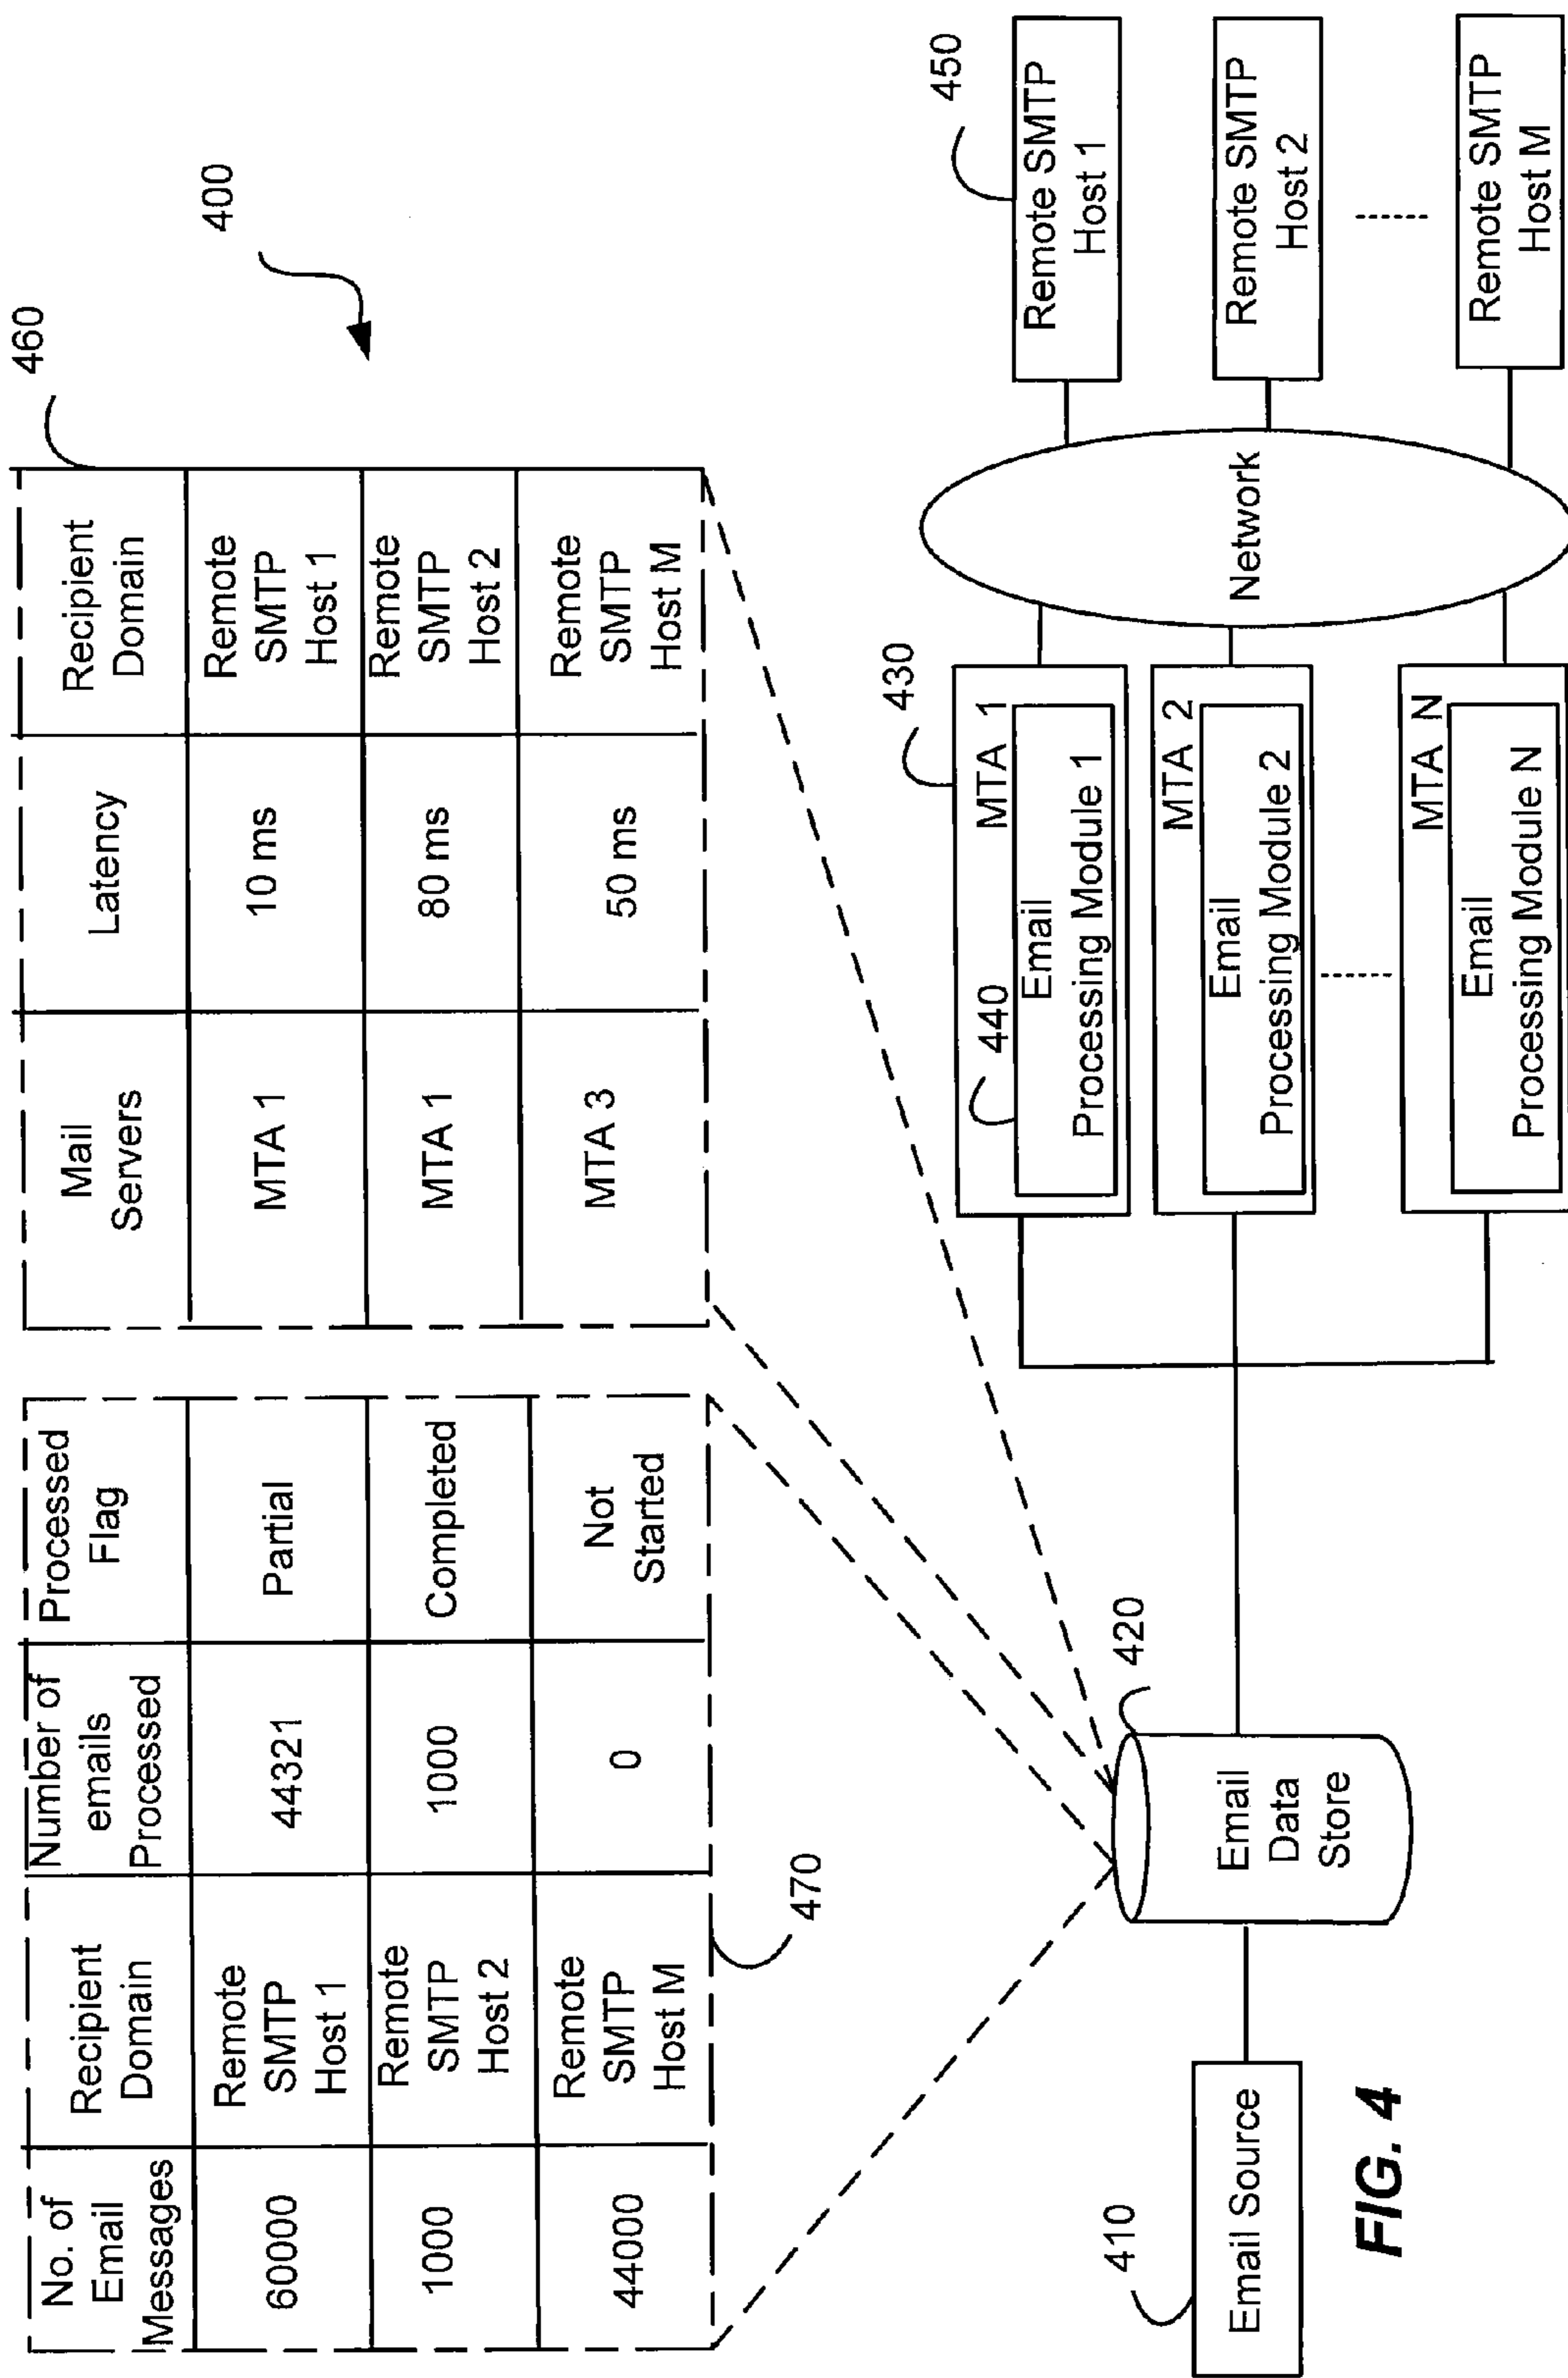 400
460
No. of
Email
Messages
Recipient
Domain
Number of
emails
Processed
Processed
Flag
60000
Remote
SMTP
Host 1
44321
Partial
1000
Remote
SMTP
Host 2
1000
Completed
44000
Remote
SMTP
Host M
0
Not
Started
470
Mail
Servers
Latency
Recipient
Domain
MTA 1
10 ms
Remote
SMTP
Host 1
MTA 1
80 ms
Remote
SMTP
Host 2
MTA 3
50 ms
Remote
SMTP
Host M
410
Email Source
420
Email
Data
Store
430
MTA 1
440
Email
Processing Module 1
MTA 2
Email
Processing Module 2
MTA N
Email
Processing Module N
Network
450
Remote SMTP
Host 1
Remote SMTP
Host 2
Remote SMTP
Host M
FIG. 4